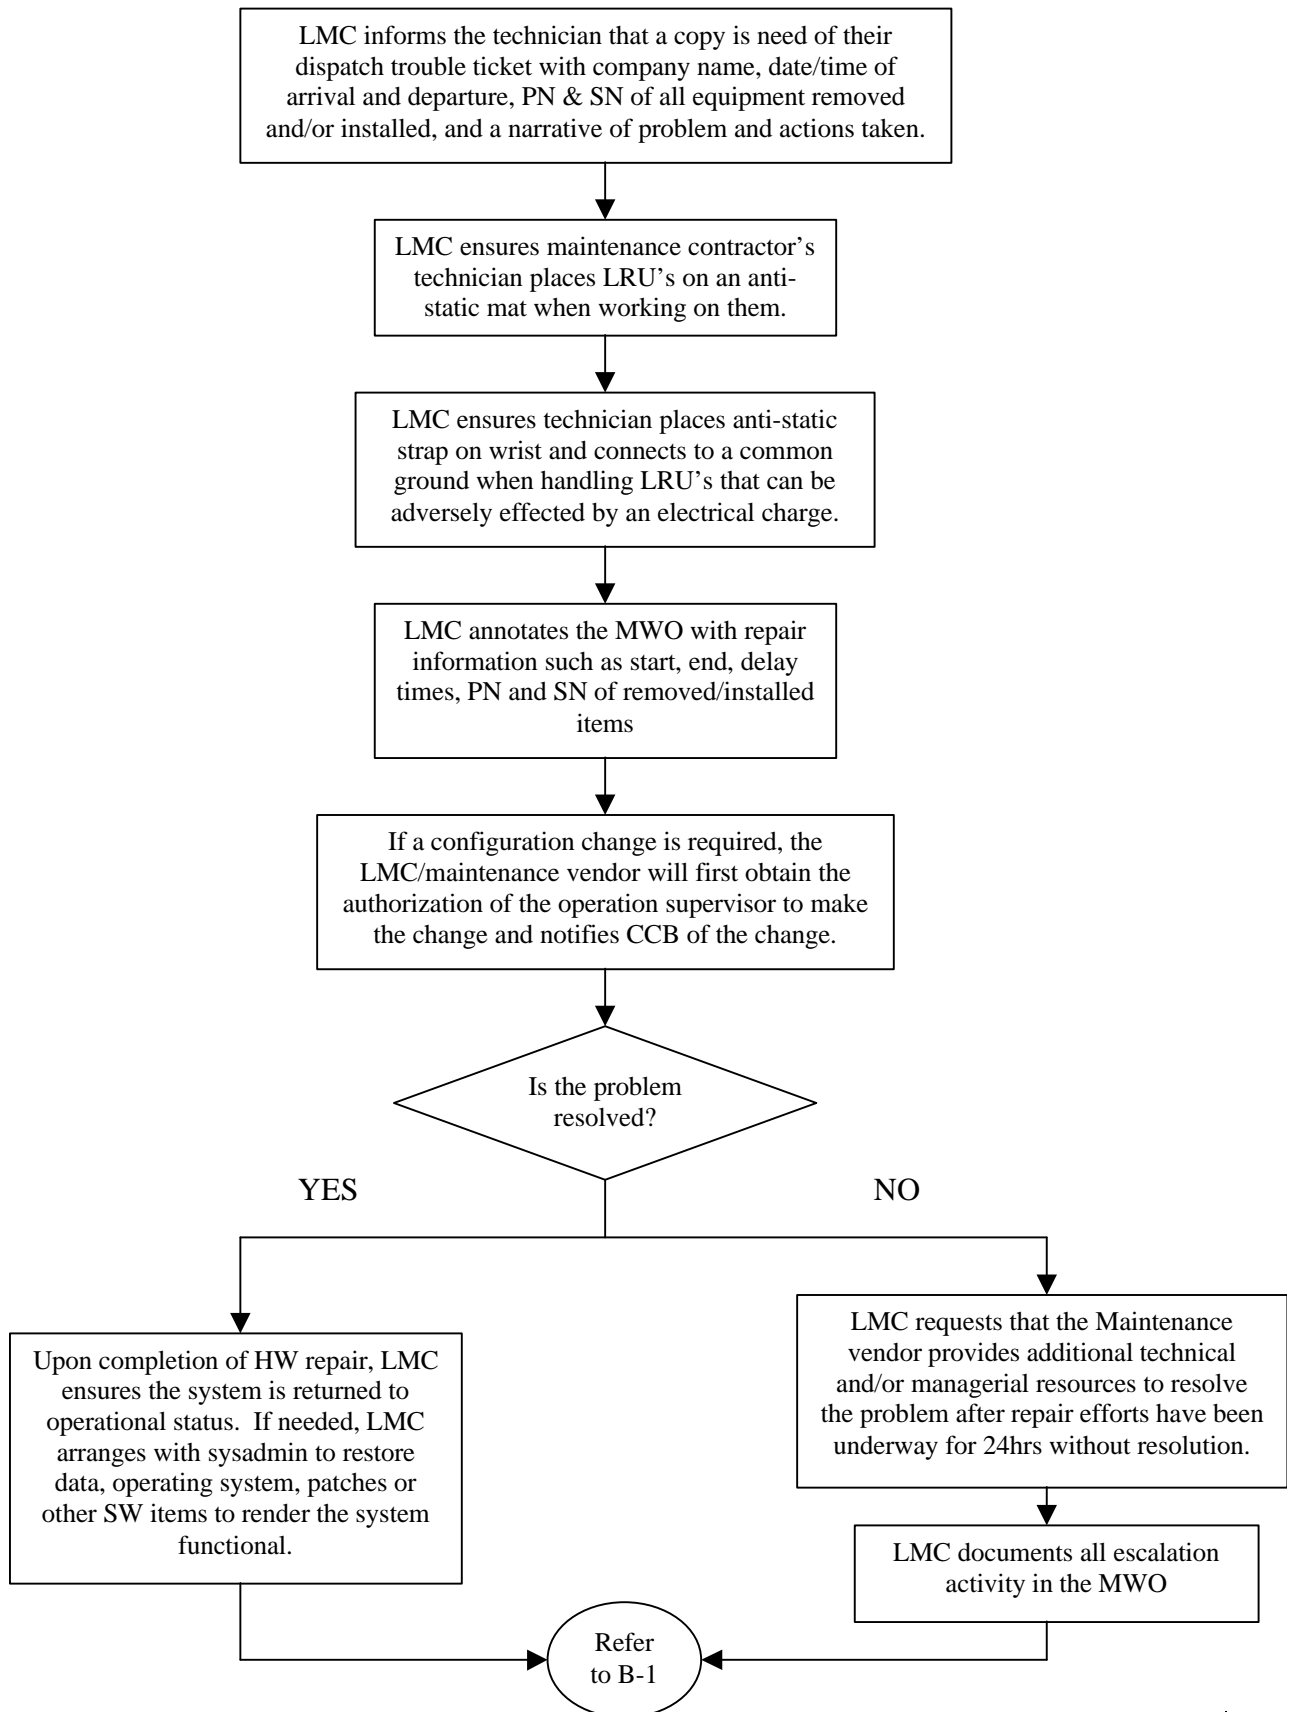 LMC informs the technician that a copy is need of their
dispatch trouble ticket with company name, date/time of
arrival and departure, PN & SN of all equipment removed
and/or installed, and a narrative of problem and actions taken.
LMC ensures maintenance contractor’s
technician places LRU’s on an anti-
static mat when working on them.
LMC ensures technician places anti-static
strap on wrist and connects to a common
ground when handling LRU’s that can be
adversely effected by an electrical charge.
LMC annotates the MWO with repair
information such as start, end, delay
times, PN and SN of removed/installed
items
If a configuration change is required, the
LMC/maintenance vendor will first obtain the
authorization of the operation supervisor to make
the change and notifies CCB of the change.
Is the problem
resolved?
YES
NO
Upon completion of HW repair, LMC
ensures the system is returned to
operational status.  If needed, LMC
arranges with sysadmin to restore
data, operating system, patches or
other SW items to render the system
functional.
LMC requests that the Maintenance
vendor provides additional technical
and/or managerial resources to resolve
the problem after repair efforts have been
underway for 24hrs without resolution.
LMC documents all escalation
activity in the MWO
Refer
to B-1